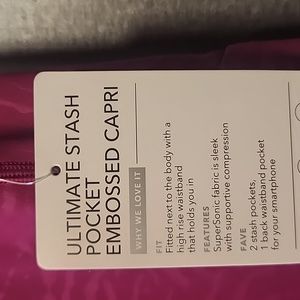 ULTIMATE STASH
POCKET
EMBOSSED CAPRI
WHY WE LOVE IT
FIT
Fitted next to the body with a
high rise waistband
that holds you in
FEATURES
SuperSonic fabric is sleek
with supportive compression
FAVE
2 stash pockets,
1 back waistband pocket
for your smartphone